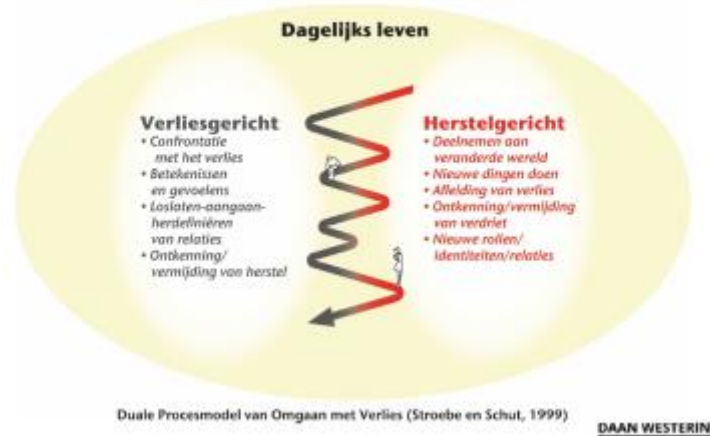 Dagelijks leven
Verliesgericht
• Confrontatie
met het verlies
• Betekenissen
en gevoelens
• Loslaten-aangaan-
herdefiniëren
van relaties
• Ontkenning/
vermijding van herstel
Herstelgericht
• Deelnemen aan
veranderde wereld
• Nieuwe dingen doen
• Afleiding van verlies
• Ontkenning/vermijding
van verdriet
• Nieuwe rollen/
identiteiten/relaties
Duale Procesmodel van Omgaan met Verlies (Stroebe en Schut, 1999)
DAAN WESTERIN